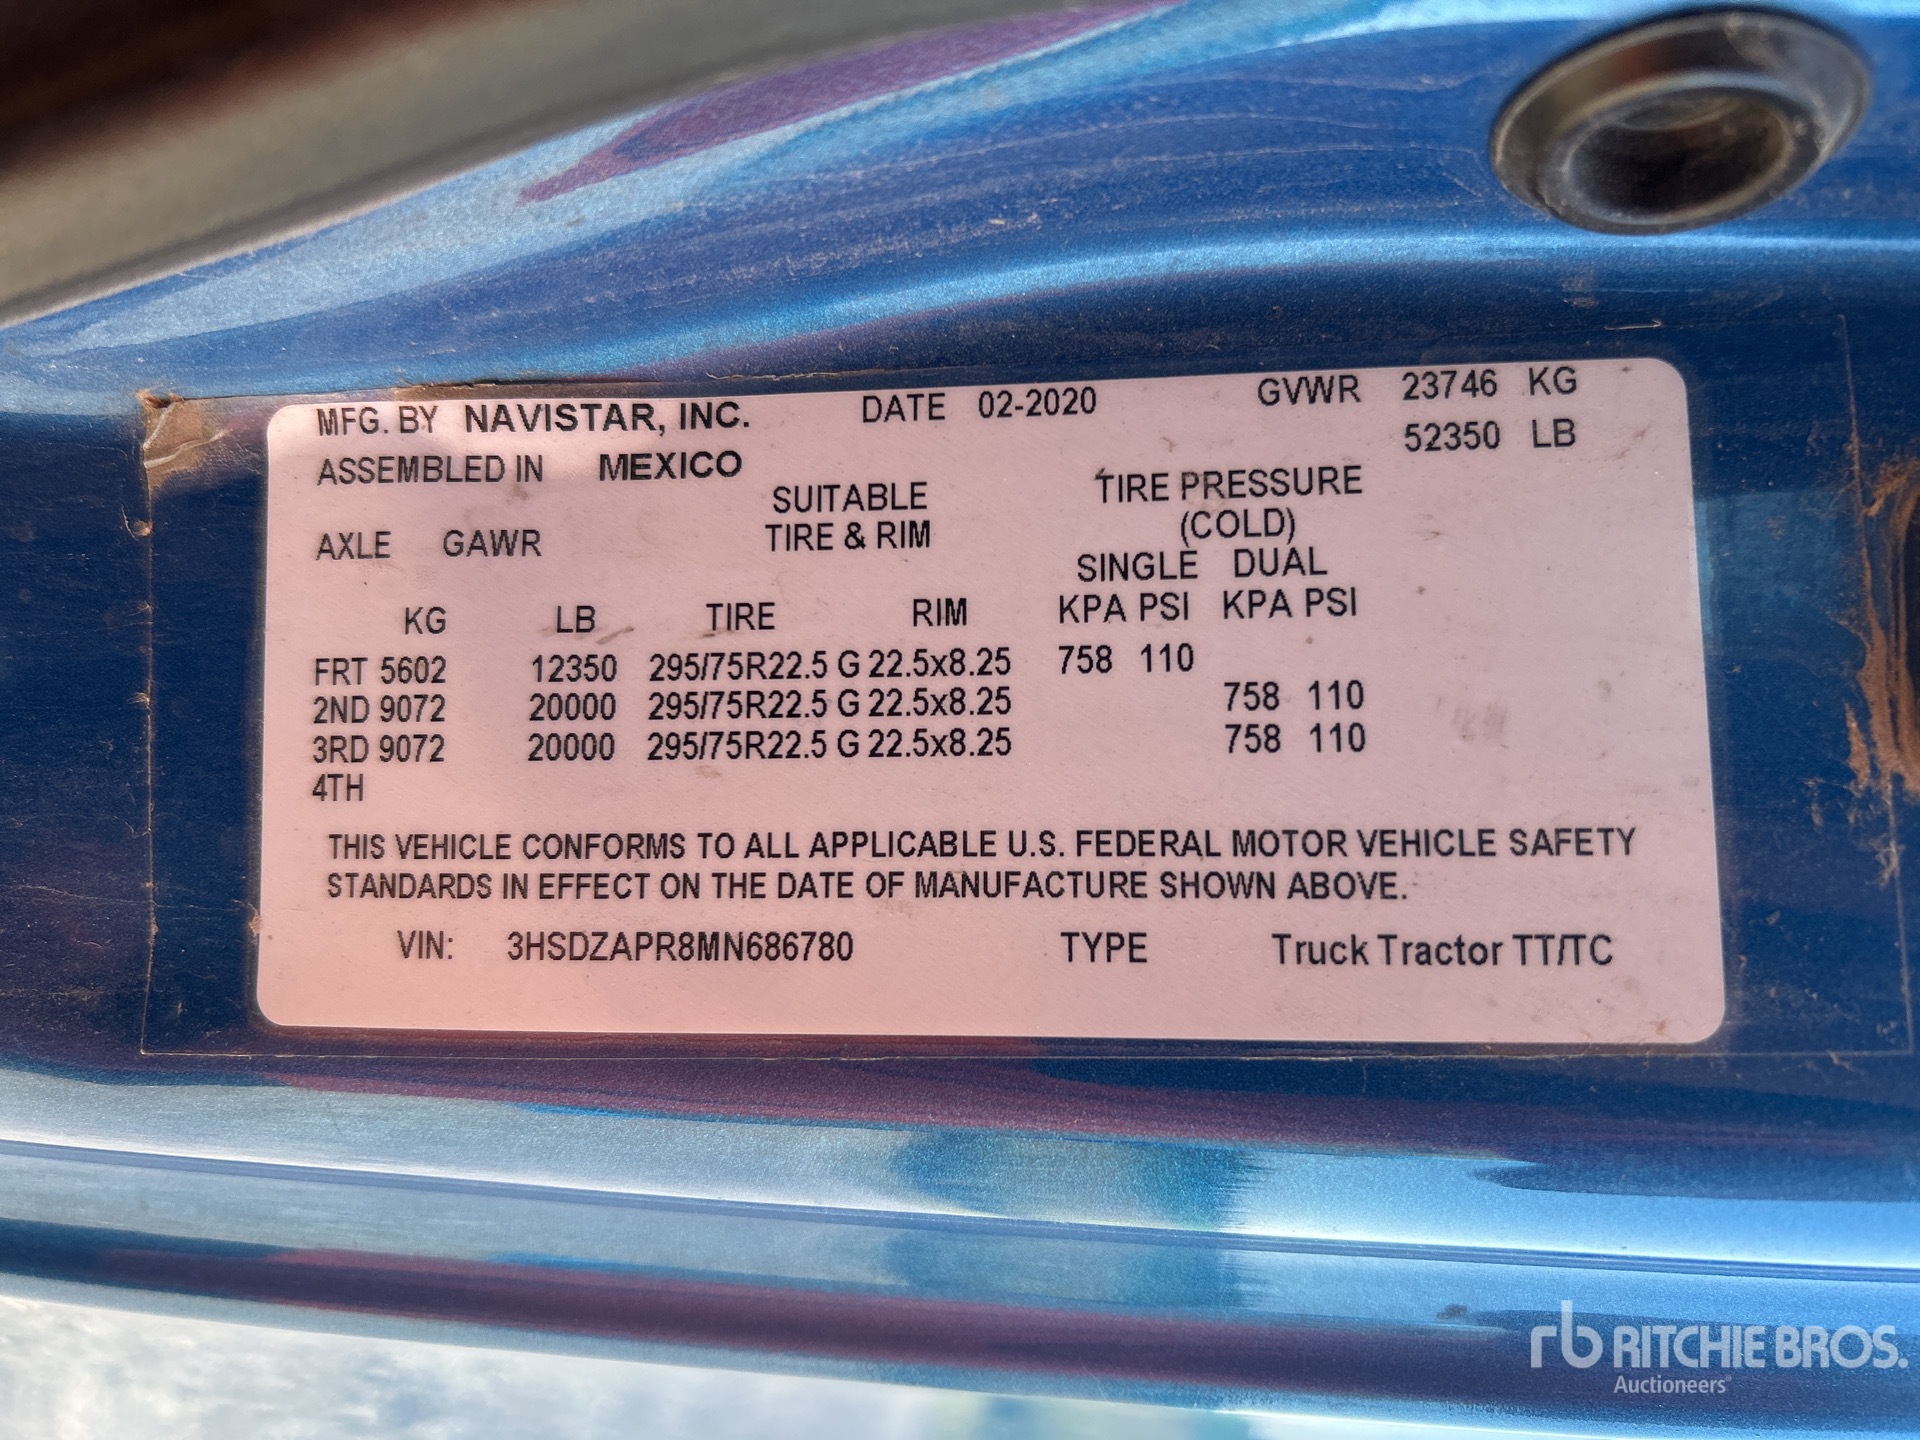 MFG. BY NAVISTAR, INC. DATE 02-2020 GVWR 23746 KG
52350 LB
ASSEMBLED IN MEXICO
SUITABLE TIRE PRESSURE
AXLE GAWR TIRE & RIM (COLD)
SINGLE DUAL
KG LB TIRE RIM KPA PSI KPA PSI
FRT 5602 12350 295/75R22.5 G 22.5x8.25 758 110
2ND 9072 20000 295/75R22.5 G 22.5x8.25 758 110
3RD 9072 20000 295/75R22.5 G 22.5x8.25 758 110
4TH
THIS VEHICLE CONFORMS TO ALL APPLICABLE U.S. FEDERAL MOTOR VEHICLE SAFETY
STANDARDS IN EFFECT ON THE DATE OF MANUFACTURE SHOWN ABOVE.
VIN: 3HSDZAPR8MN686780 TYPE Truck Tractor TT/TC
rb RITCHIE BROS.
Auctioneers